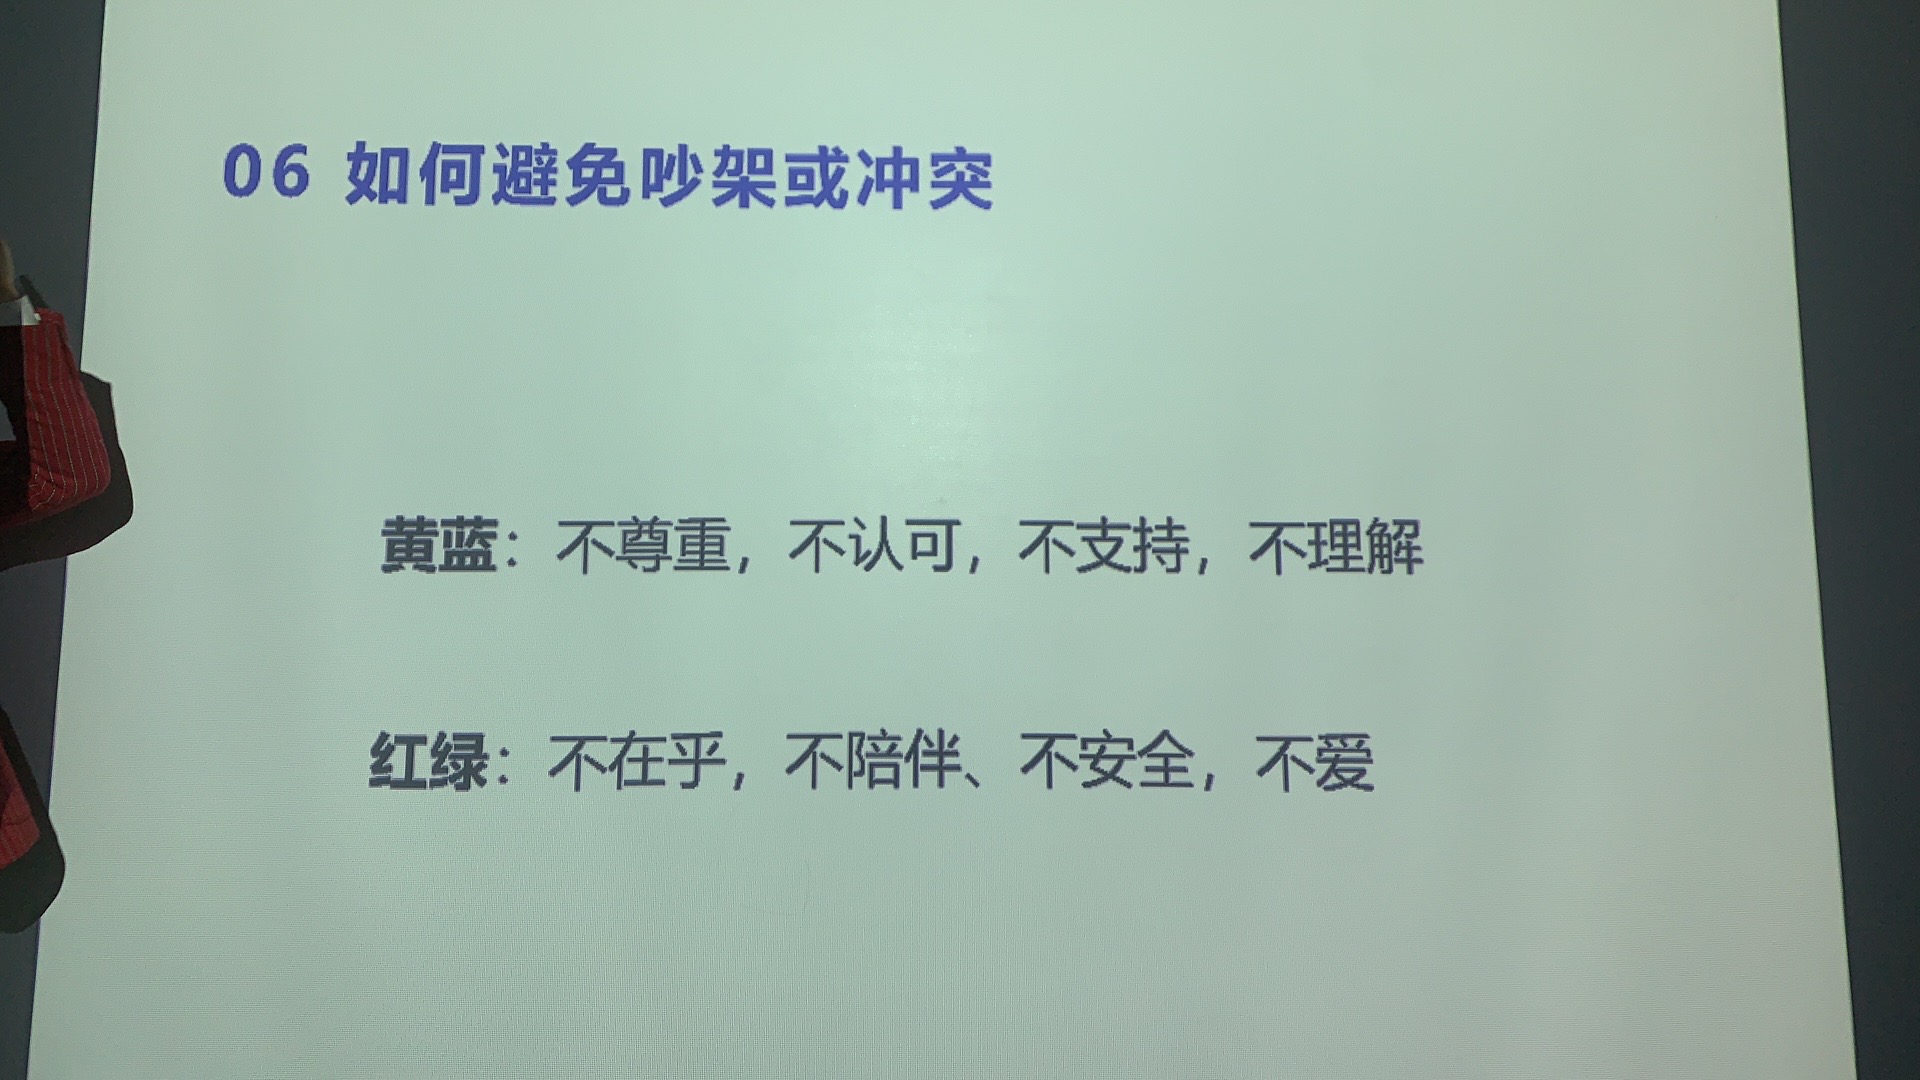 06 如何避免吵架或冲突
黄蓝：不尊重，不认可，不支持，不理解
红绿：不在乎，不陪伴、不安全，不爱